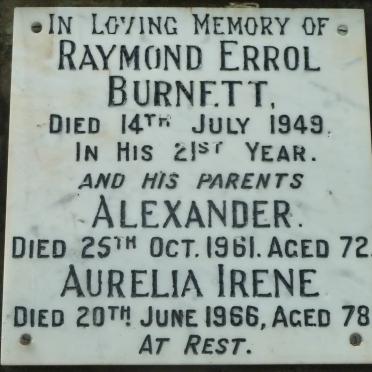 IN LOVING MEMORY OF
RAYMOND ERROL
BURNETT,
DIED 14TH JULY 1949.
IN HIS 21ST YEAR.
AND HIS PARENTS
ALEXANDER.
DIED 25TH OCT. 1961. AGED 72.
AURELIA IRENE
DIED 20TH JUNE 1966, AGED 78
AT REST.